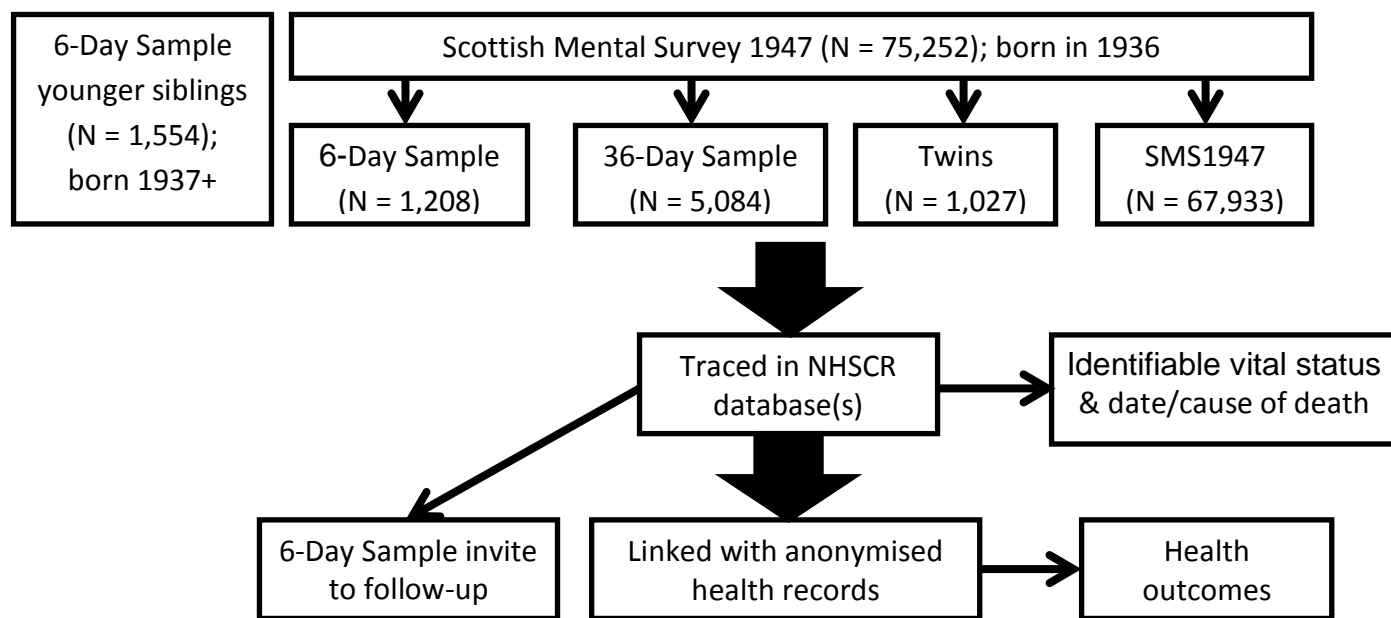 6-Day Sample
younger siblings
(N = 1,554);
born 1937+
Scottish Mental Survey 1947 (N = 75,252); born in 1936
6-Day Sample
(N = 1,208)
36-Day Sample
(N = 5,084)
Twins
(N = 1,027)
SMS1947
(N = 67,933)
Traced in NHSCR
database(s)
Identifiable vital status
& date/cause of death
6-Day Sample invite
to follow-up
Linked with anonymised
health records
Health
outcomes